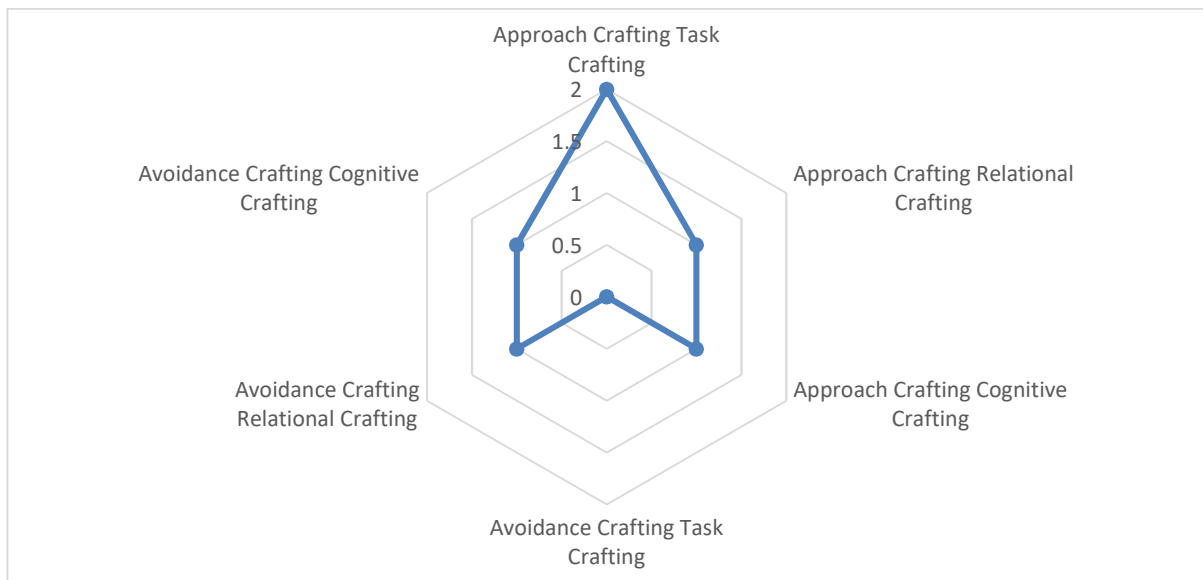 Approach Crafting Task
Crafting
2
1.5
1
0.5
0
Approach Crafting Relational
Crafting
Approach Crafting Cognitive
Crafting
Avoidance Crafting Task
Crafting
Avoidance Crafting
Relational Crafting
Avoidance Crafting Cognitive
Crafting